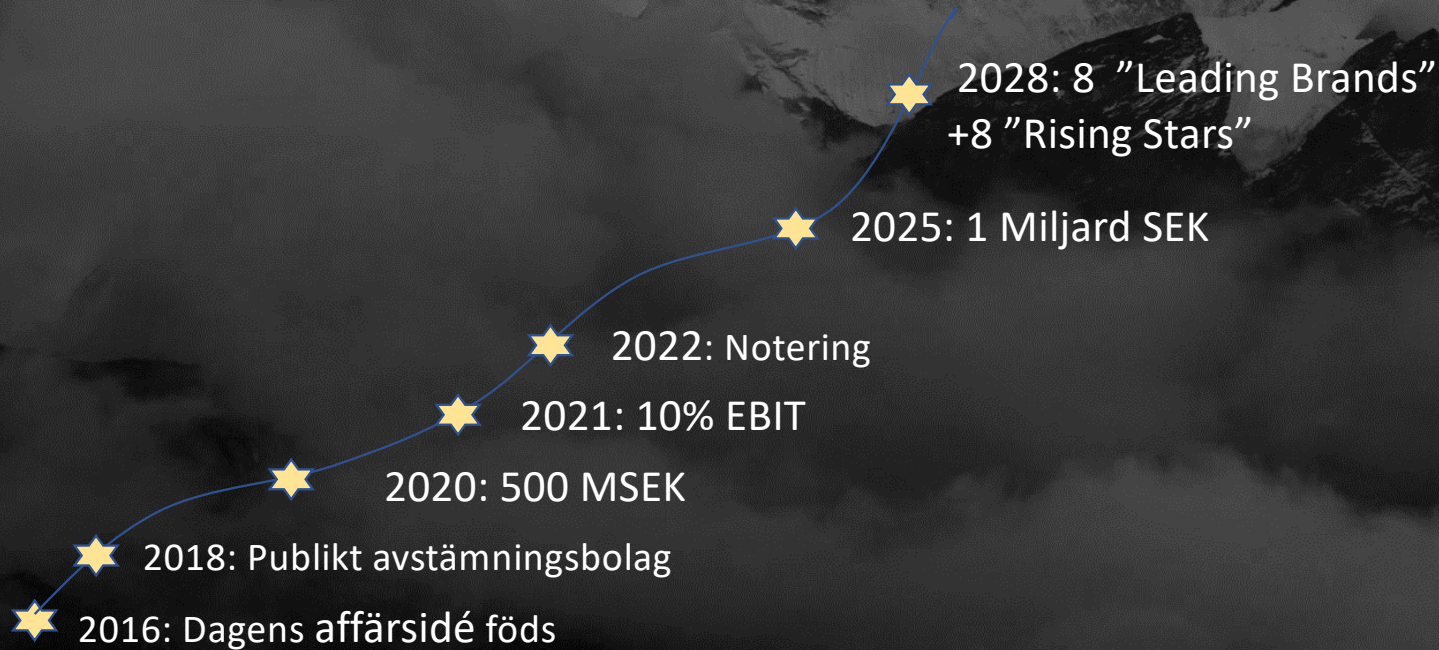 2028: 8 ”Leading Brands”
+8 ”Rising Stars”
2025: 1 Miljard SEK
2022: Notering
2021: 10% EBIT
2020: 500 MSEK
2018: Publikt avstämningsbolag
2016: Dagens affärsidé föds